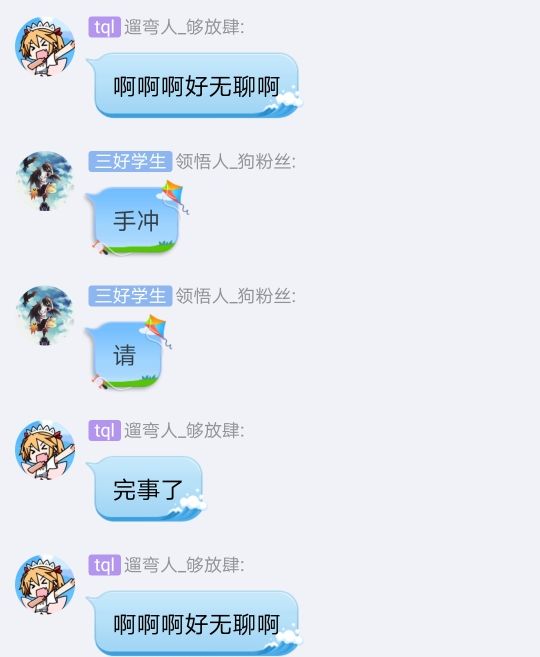 tql 遛弯人_够放肆:
啊啊啊好无聊啊
三好学生 领悟人_狗粉丝:
手冲
三好学生 领悟人_狗粉丝:
请
tql 遛弯人_够放肆:
完事了
tql 遛弯人_够放肆:
啊啊啊好无聊啊